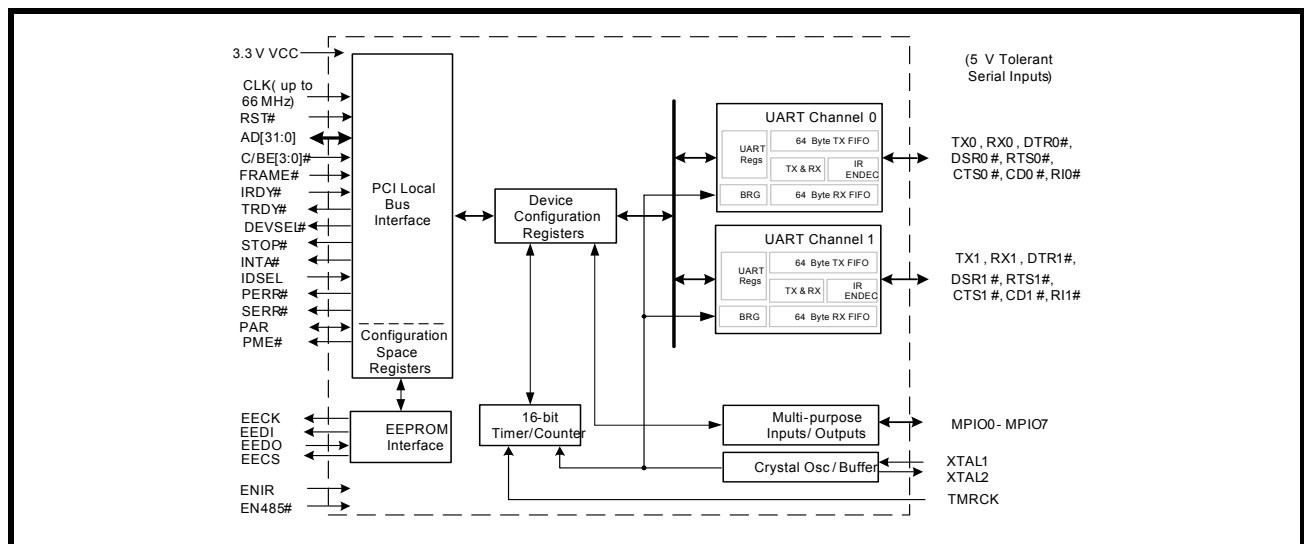 3.3 V VCC
CLK( up to
66 MHz)
RST#
AD[31:0]
C/BE[3:0]#
FRAME#
IRDY#
TRDY#
DEVSEL#
STOP#
INTA#
IDSEL
PERR#
SERR#
PAR
PME#
EECK
EEDI
EEDO
EECS
ENIR
EN485#
PCI Local
Bus
Interface
Configuration
Space
Registers
EEPROM
Interface
Device
Configuration
Registers
16-bit
Timer/Counter
UART Channel 0
UART
Regs
64 Byte TX FIFO
TX & RX
IR
ENDEC
BRG
64 Byte RX FIFO
UART Channel 1
UART
Regs
64 Byte TX FIFO
TX & RX
IR
ENDEC
BRG
64 Byte RX FIFO
Multi-purpose
Inputs/ Outputs
Crystal Osc / Buffer
(5 V Tolerant
Serial Inputs)
TX0 , RX0 , DTR0#,
DSR0 #, RTS0#,
CTS0 #, CD0 #, RI0#
TX1 , RX1 , DTR1#,
DSR1 #, RTS1#,
CTS1 #, CD1 #, RI1#
MPIO0- MPIO7
XTAL1
XTAL2
TMRCK